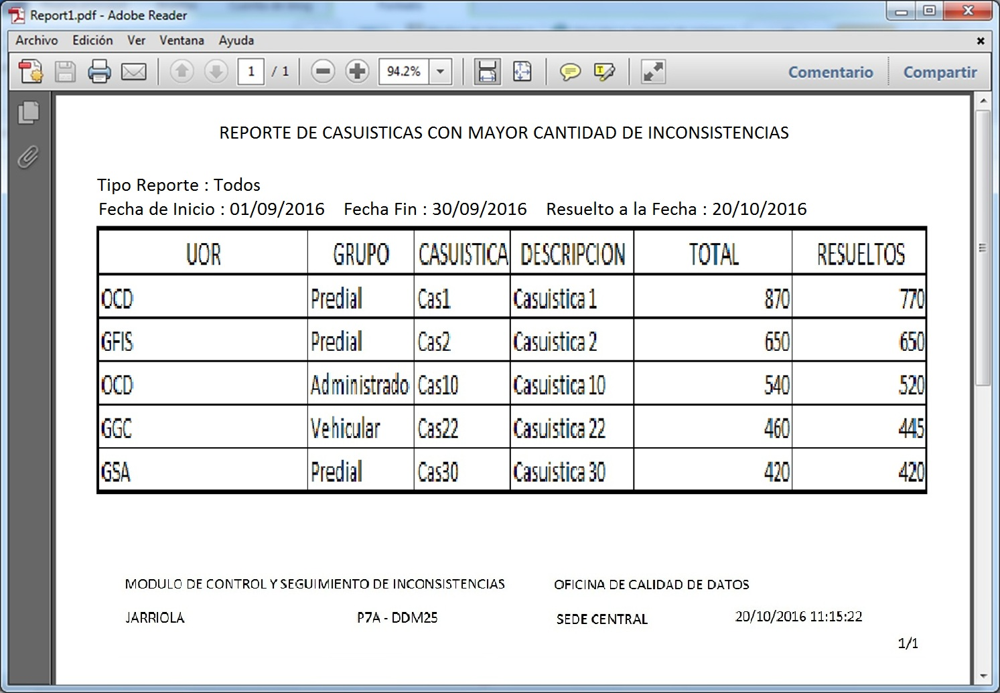 Report1.pdf - Adobe Reader
Archivo Edición Ver Ventana Ayuda
1 / 1 94.2% Comentario Compartir
REPORTE DE CASUISTICAS CON MAYOR CANTIDAD DE INCONSISTENCIAS
Tipo Reporte : Todos
Fecha de Inicio : 01/09/2016 Fecha Fin : 30/09/2016 Resuelto a la Fecha : 20/10/2016
UOR GRUPO CASUISTICA DESCRIPCION TOTAL RESUELTOS
OCD Predial Cas1 Casuistica 1 870 770
GFIS Predial Cas2 Casuistica 2 650 650
OCD Administrado Cas10 Casuistica 10 540 520
GGC Vehicular Cas22 Casuistica 22 460 445
GSA Predial Cas30 Casuistica 30 420 420
MODULO DE CONTROL Y SEGUIMIENTO DE INCONSISTENCIAS OFICINA DE CALIDAD DE DATOS
JARRIOLA P7A - DDM25 SEDE CENTRAL 20/10/2016 11:15:22
1/1